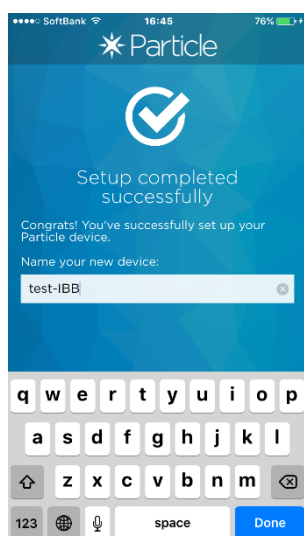 SoftBank 16:45 76%
Particle
Setup completed
successfully
Congrats! You've successfully set up your
Particle device.
Name your new device:
test-IBB
q w e r t y u i o p
a s d f g h j k l
z x c v b n m
123 space Done